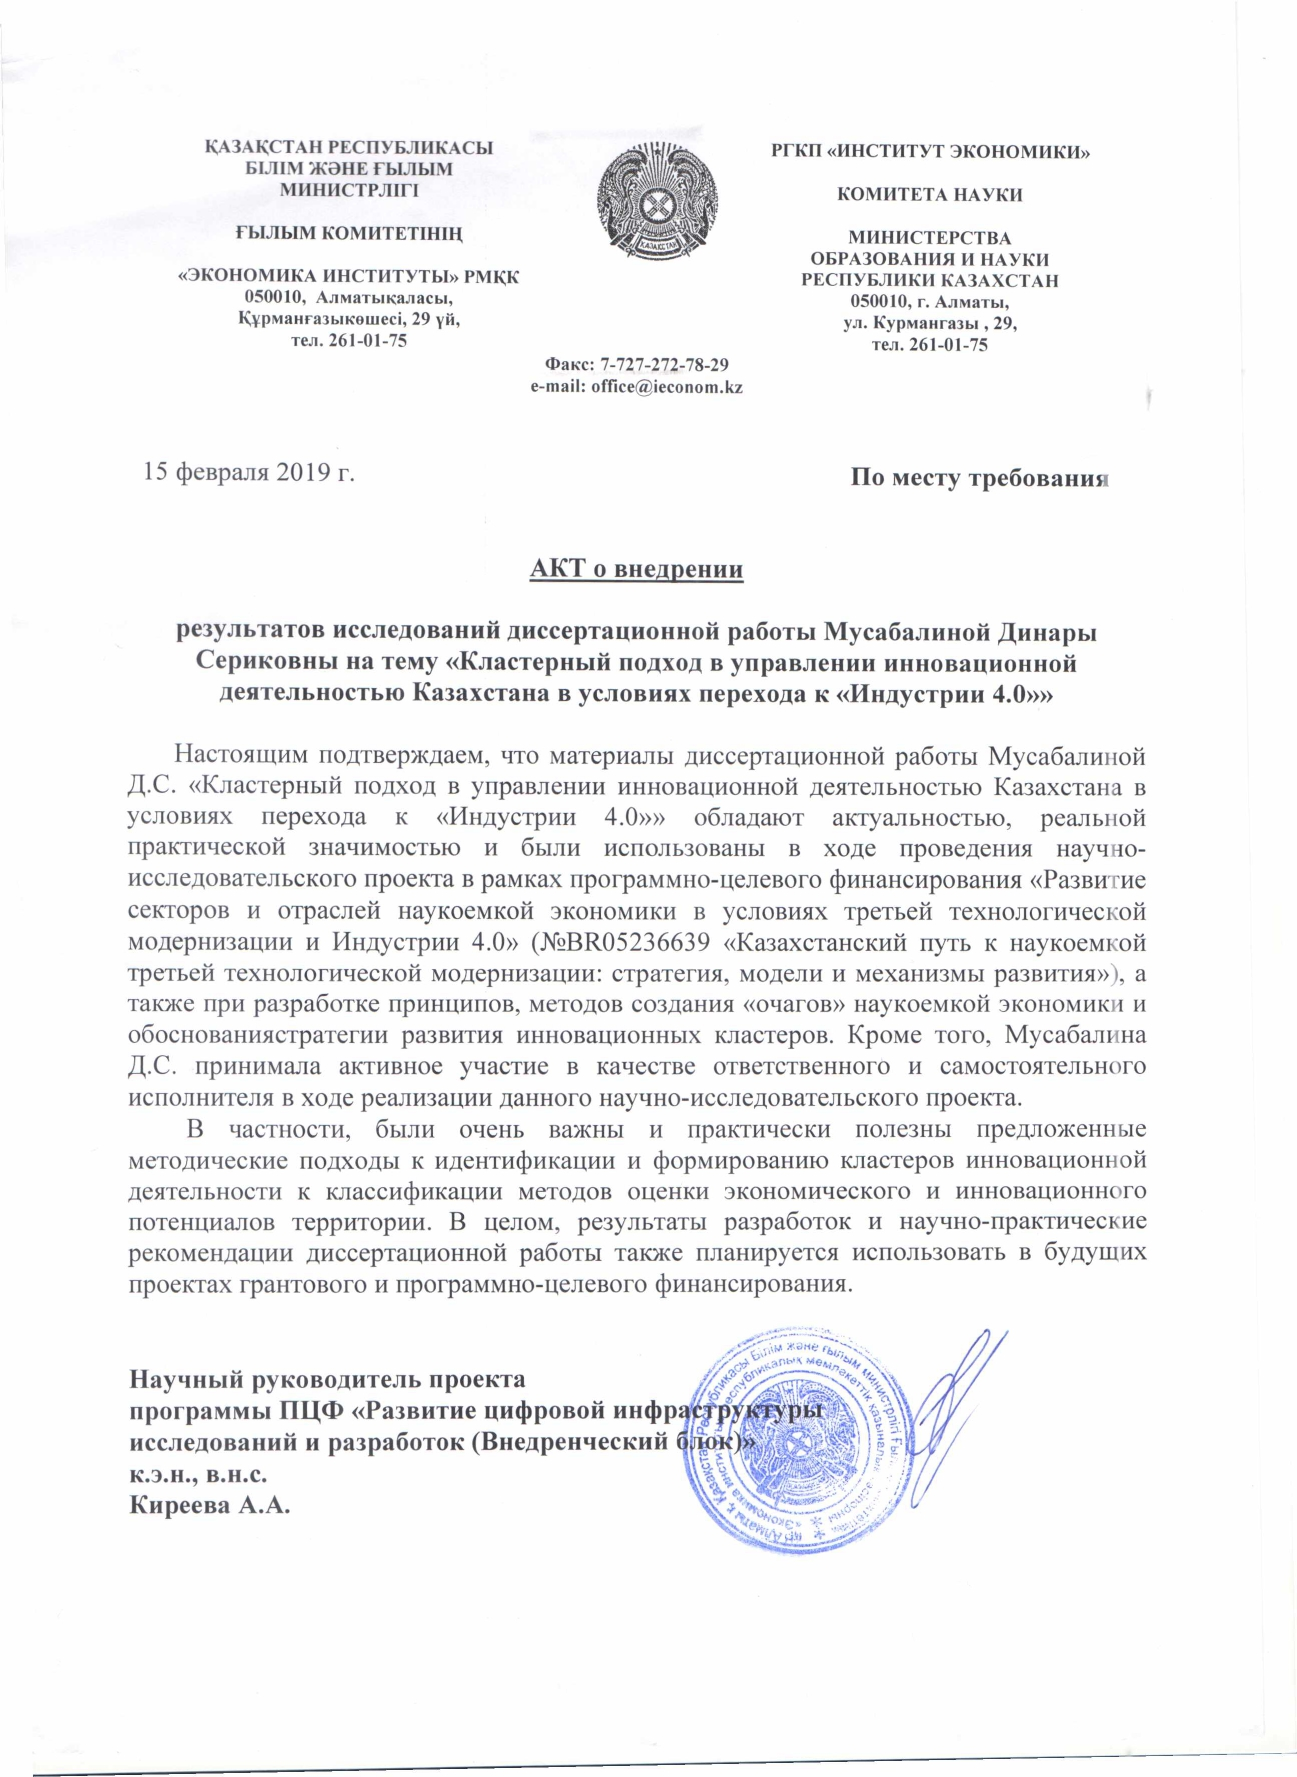 ҚАЗАҚСТАН РЕСПУБЛИКАСЫ
БІЛІМ ЖӘНЕ ҒЫЛЫМ
МИНИСТРЛІГІ
ҒЫЛЫМ КОМИТЕТІНІҢ
«ЭКОНОМИКА ИНСТИТУТЫ» РМҚК
050010, Алматықаласы,
Құрманғазыкөшесі, 29 үй,
тел. 261-01-75
ҚАЗАҚСТАН
РГКП «ИНСТИТУТ ЭКОНОМИКИ»
КОМИТЕТА НАУКИ
МИНИСТЕРСТВА
ОБРАЗОВАНИЯ И НАУКИ
РЕСПУБЛИКИ КАЗАХСТАН
050010, г. Алматы,
ул. Курмангазы , 29,
тел. 261-01-75
Факс: 7-727-272-78-29
e-mail: office@ieconom.kz
15 февраля 2019 г.
По месту требования
АКТ о внедрении
результатов исследований диссертационной работы Мусабалиной Динары
Сериковны на тему «Кластерный подход в управлении инновационной
деятельностью Казахстана в условиях перехода к «Индустрии 4.0»»
Настоящим подтверждаем, что материалы диссертационной работы Мусабалиной
Д.С. «Кластерный подход в управлении инновационной деятельностью Казахстана в
условиях перехода к «Индустрии 4.0»» обладают актуальностью, реальной
практической значимостью и были использованы в ходе проведения научно-
исследовательского проекта в рамках программно-целевого финансирования «Развитие
секторов и отраслей наукоемкой экономики в условиях третьей технологической
модернизации и Индустрии 4.0» (№BR05236639 «Казахстанский путь к наукоемкой
третьей технологической модернизации: стратегия, модели и механизмы развития»), а
также при разработке принципов, методов создания «очагов» наукоемкой экономики и
обоснованиястратегии развития инновационных кластеров. Кроме того, Мусабалина
Д.С. принимала активное участие в качестве ответственного и самостоятельного
исполнителя в ходе реализации данного научно-исследовательского проекта.
В частности, были очень важны и практически полезны предложенные
методические подходы к идентификации и формированию кластеров инновационной
деятельности к классификации методов оценки экономического и инновационного
потенциалов территории. В целом, результаты разработок и научно-практические
рекомендации диссертационной работы также планируется использовать в будущих
проектах грантового и программно-целевого финансирования.
Научный руководитель проекта
программы ПЦФ «Развитие цифровой инфраструктуры
исследований и разработок (Внедренческий блок)»
к.э.н., в.н.с.
Киреева А.А.
Қазақстан Республикасы Білім және ғылым министрлігі
республикалық мемлекеттік қазыналық